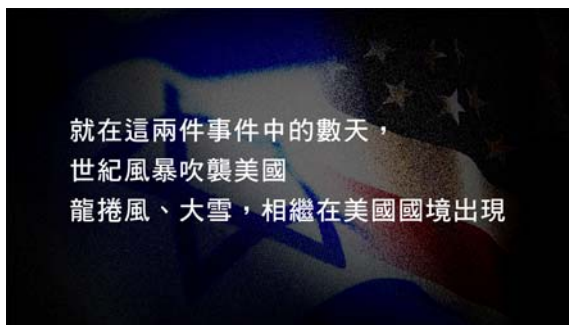 就在這兩件事件中的數天，
世紀風暴吹襲美國
龍捲風、大雪，相繼在美國國境出現